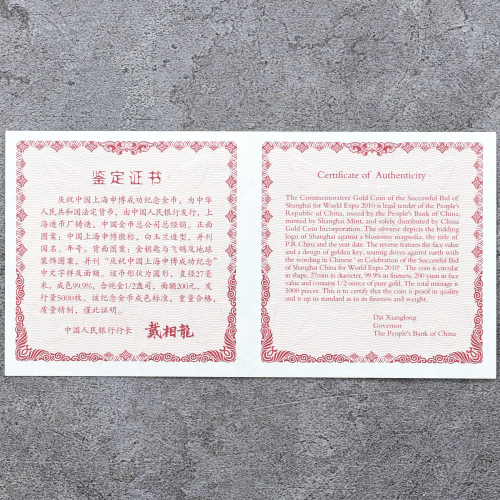 鉴定证书
庆祝中国上海申博成功纪念金币,为中华
人民共和国法定货币,由中国人民银行发行,上
海造币厂铸造,中国金币总公司总经销。正面
图案:中国上海申博徽标,白玉兰造型,并刊
国名、年号。背面图案:金钥匙与飞鸽及地球
装饰图案,并刊“庆祝中国上海申博成功纪念”
中文字样及面额。该币形状为圆形,直径27毫
米,成色99.9%,含纯金1/2盎司,面额200元,发
行量5000枚。该纪念金币成色标准,重量合格,
质量精制,谨此证明。
中国人民银行行长 戴相龙
Certificate of Authenticity
The Commemorative Gold Coin of the Successful Bid of
Shanghai for World Expo 2010 is legal tender of the People's
Republic of China, issued by the People's Bank of China,
minted by Shanghai Mint, and solely distributed by China
Gold Coin Incorporation. The obverse depicts the bidding
logo of Shanghai against a blossomy magnolia, the title of
P.R.China and the year date. The reverse features the face value
and a design of golden key, soaring doves against earth with
the wording in Chinese " in Celebration of the Successful Bid
of Shanghai China for World Expo 2010". The coin is circular
in shape, 27mm in diameter, 99.9% in fineness, 200 yuan in face
value and contains 1/2 ounce of pure gold. The total mintage is
5000 pieces. This is to certify that the coin is proof in quality
and is up to standard as to its fineness and weight.
Dai Xianglong
Governor
The People's Bank of China